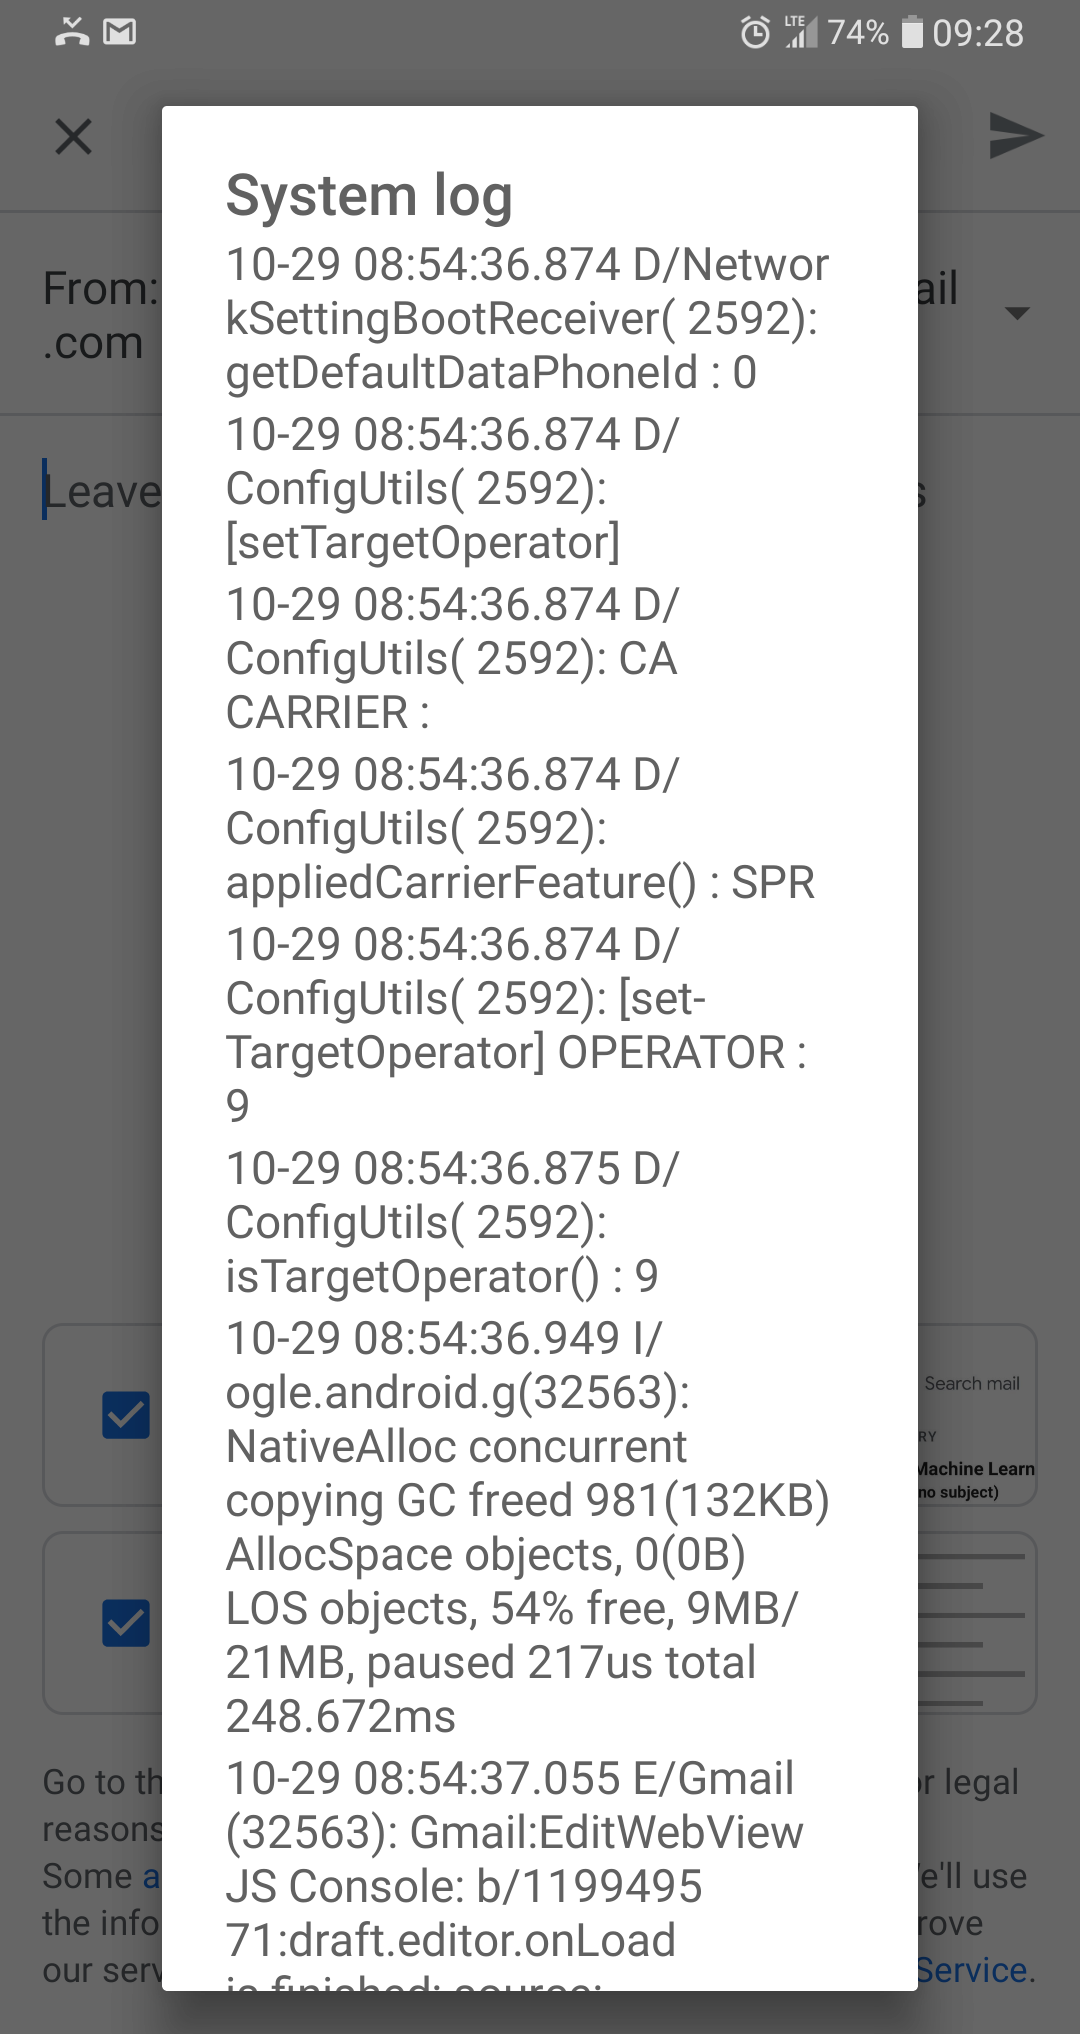 LTE 74% 09:28
System log
From: ail
.com
10-29 08:54:36.874 D/Networ
kSettingBootReceiver( 2592):
getDefaultDataPhoneId : 0
10-29 08:54:36.874 D/
ConfigUtils( 2592):
[setTargetOperator]
Leave
10-29 08:54:36.874 D/
ConfigUtils( 2592): CA
CARRIER :
10-29 08:54:36.874 D/
ConfigUtils( 2592):
appliedCarrierFeature() : SPR
10-29 08:54:36.874 D/
ConfigUtils( 2592): [set-
TargetOperator] OPERATOR :
9
10-29 08:54:36.875 D/
ConfigUtils( 2592):
isTargetOperator() : 9
10-29 08:54:36.949 I/
ogle.android.g(32563):
NativeAlloc concurrent
copying GC freed 981(132KB)
AllocSpace objects, 0(0B)
LOS objects, 54% free, 9MB/
21MB, paused 217us total
248.672ms
10-29 08:54:37.055 E/Gmail
(32563): Gmail:EditWebView
JS Console: b/1199495
71:draft.editor.onLoad
is finished; source:
Search mail
RY
Machine Learn
no subject)
Go to th r legal
reasons
Some a e'll use
the info rove
our serv Service.